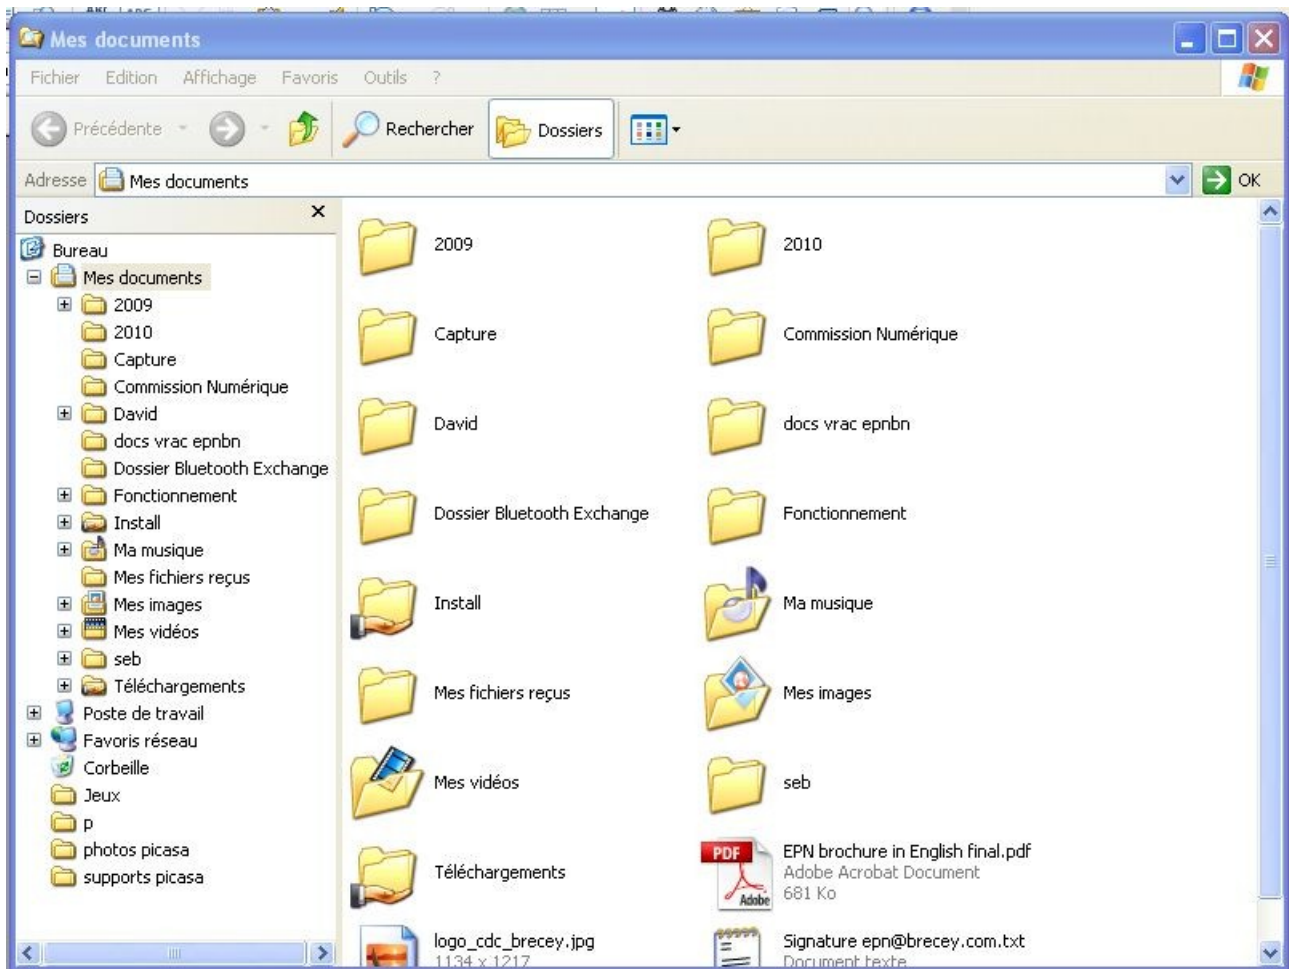 Mes documents
Fichier Edition Affichage Favoris Outils ?
Précédente Rechercher Dossiers
Adresse Mes documents OK
Dossiers
Bureau
Mes documents
2009
2010
Capture
Commission Numérique
David
docs vrac epnbn
Dossier Bluetooth Exchange
Fonctionnement
Install
Ma musique
Mes fichiers reçus
Mes images
Mes vidéos
seb
Téléchargements
Poste de travail
Favoris réseau
Corbeille
Jeux
p
photos picasa
supports picasa
2009
2010
Capture
Commission Numérique
David
docs vrac epnbn
Dossier Bluetooth Exchange
Fonctionnement
Install
Ma musique
Mes fichiers reçus
Mes images
Mes vidéos
seb
Téléchargements
PDF
Adobe
EPN brochure in English final.pdf
Adobe Acrobat Document
681 Ko
logo_cdc_brecey.jpg
1134 x 1217
Signature epn@brecey.com.txt
Document texte